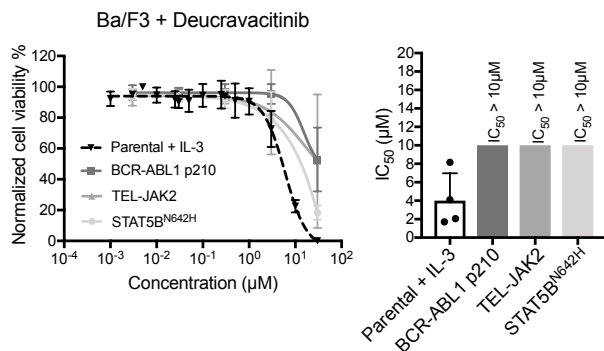 Ba/F3 + Deucravacitinib
Normalized cell viability %
120
100
80
60
40
20
0
Parental + IL-3
BCR-ABL1 p210
TEL-JAK2
STAT5B^N642H
10^-4
10^-3
10^-2
10^-1
10^0
10^1
10^2
Concentration (μM)
IC50 (μM)
20
18
16
14
12
10
8
6
4
2
0
IC50 > 10μM
IC50 > 10μM
IC50 > 10μM
Parental + IL-3
BCR-ABL1 p210
TEL-JAK2
STAT5B^N642H